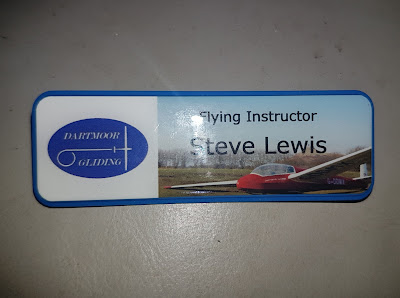 DARTMOOR
GLIDING
Flying Instructor
Steve Lewis